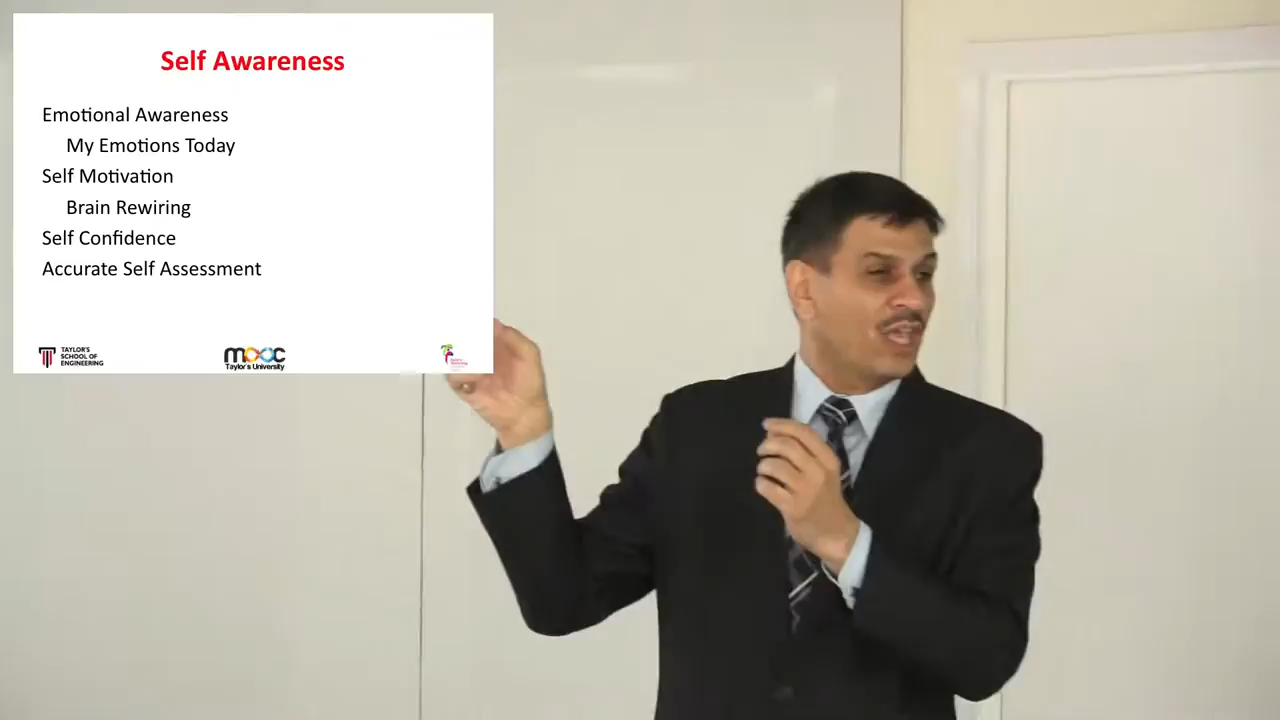 Self Awareness
Emotional Awareness
My Emotions Today
Self Motivation
Brain Rewiring
Self Confidence
Accurate Self Assessment
TAYLOR'S
SCHOOL OF
ENGINEERING
mooc
Taylor's University